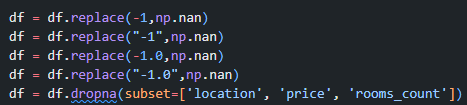 df = df.replace(-1,np.nan)
df = df.replace("-1",np.nan)
df = df.replace(-1.0,np.nan)
df = df.replace("-1.0",np.nan)
df = df.dropna(subset=['location', 'price', 'rooms_count'])